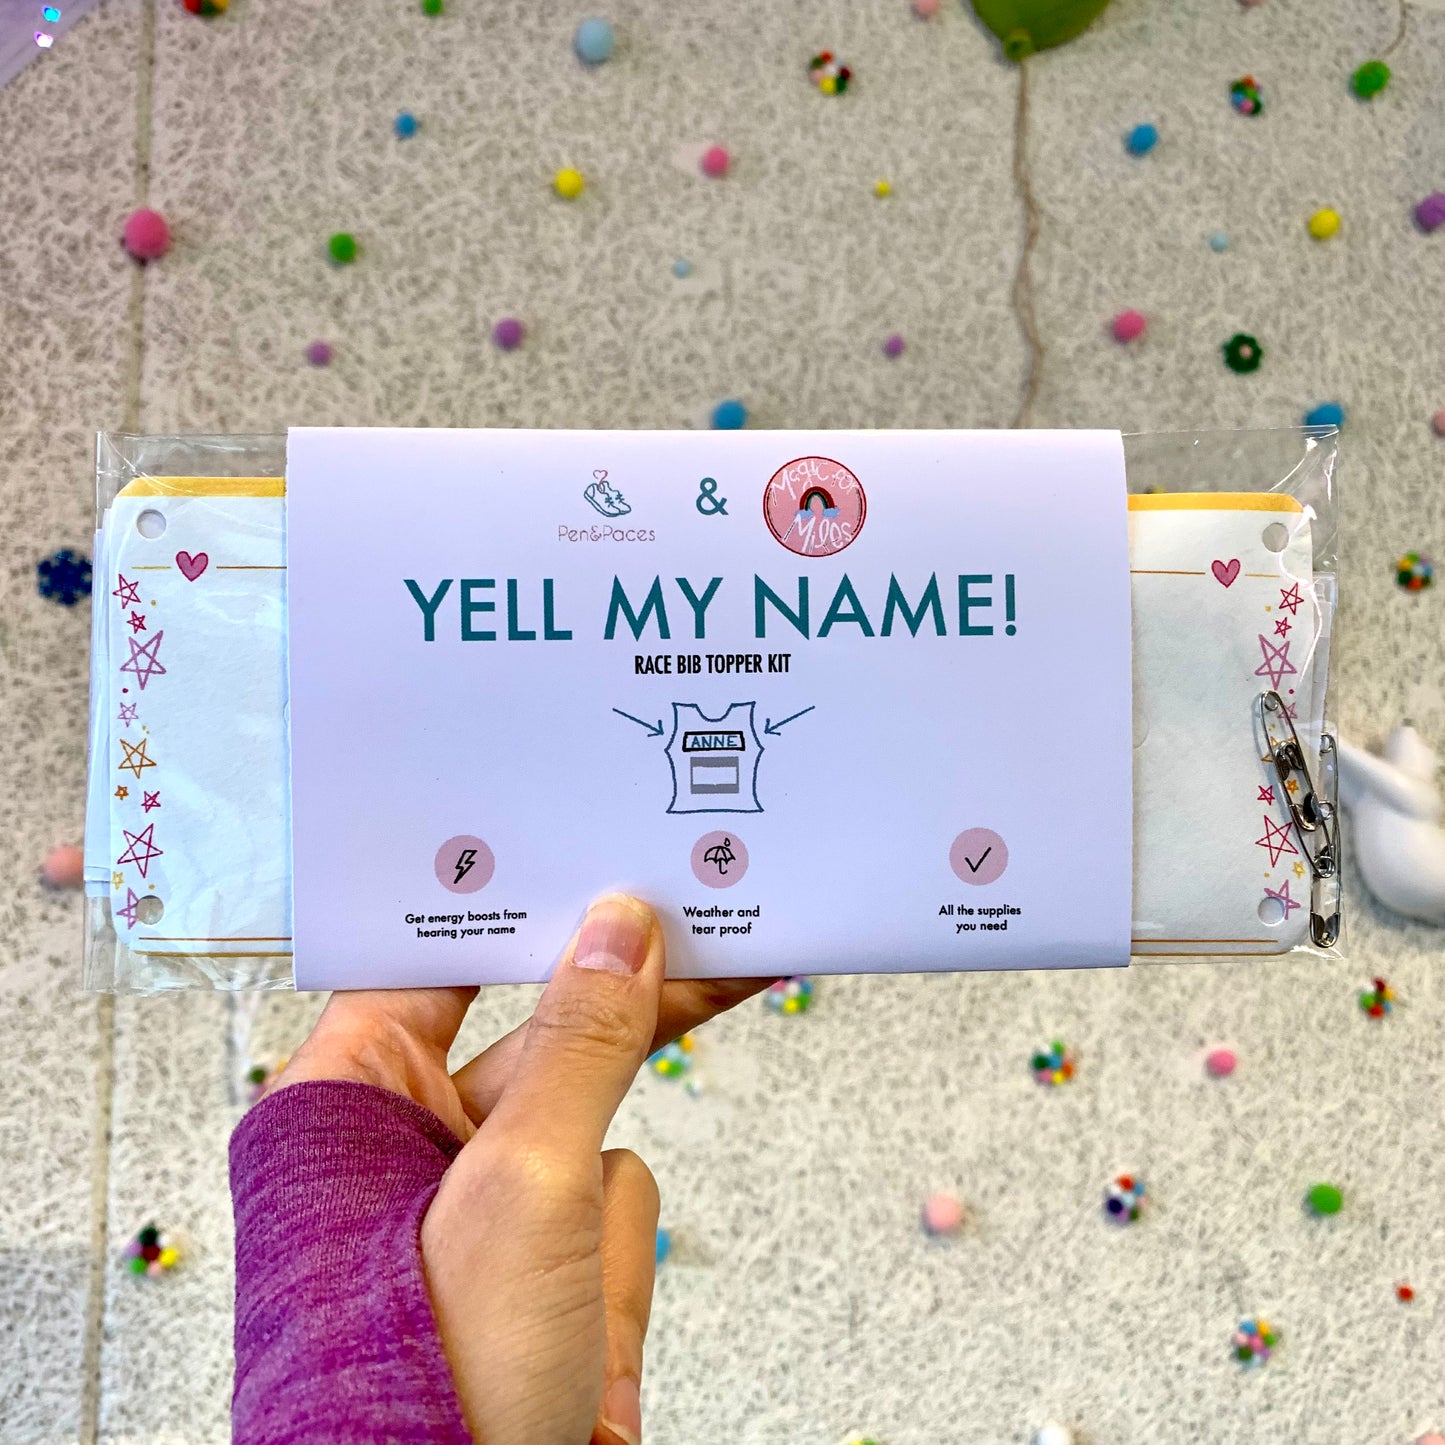 Pen&Paces
&
Magic for
Miles
YELL MY NAME!
RACE BIB TOPPER KIT
ANNE
Get energy boosts from
hearing your name
Weather and
tear proof
All the supplies
you need